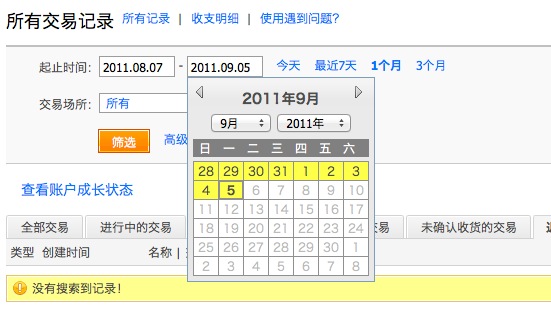 所有交易记录 所有记录 | 收支明细 | 使用遇到问题?
起止时间: 2011.08.07 - 2011.09.05 今天 最近7天 1个月 3个月
2011年9月
交易场所: 所有
9月 2011年
筛选 高级
日 一 二 三 四 五 六
28 29 30 31 1 2 3
4 5 6 7 8 9 10
查看账户成长状态
11 12 13 14 15 16 17
18 19 20 21 22 23 24
全部交易 进行中的交易 交易 未确认收货的交易
25 26 27 28 29 30 1
类型 创建时间 名称 |
2 3 4 5 6 7 8
没有搜索到记录!